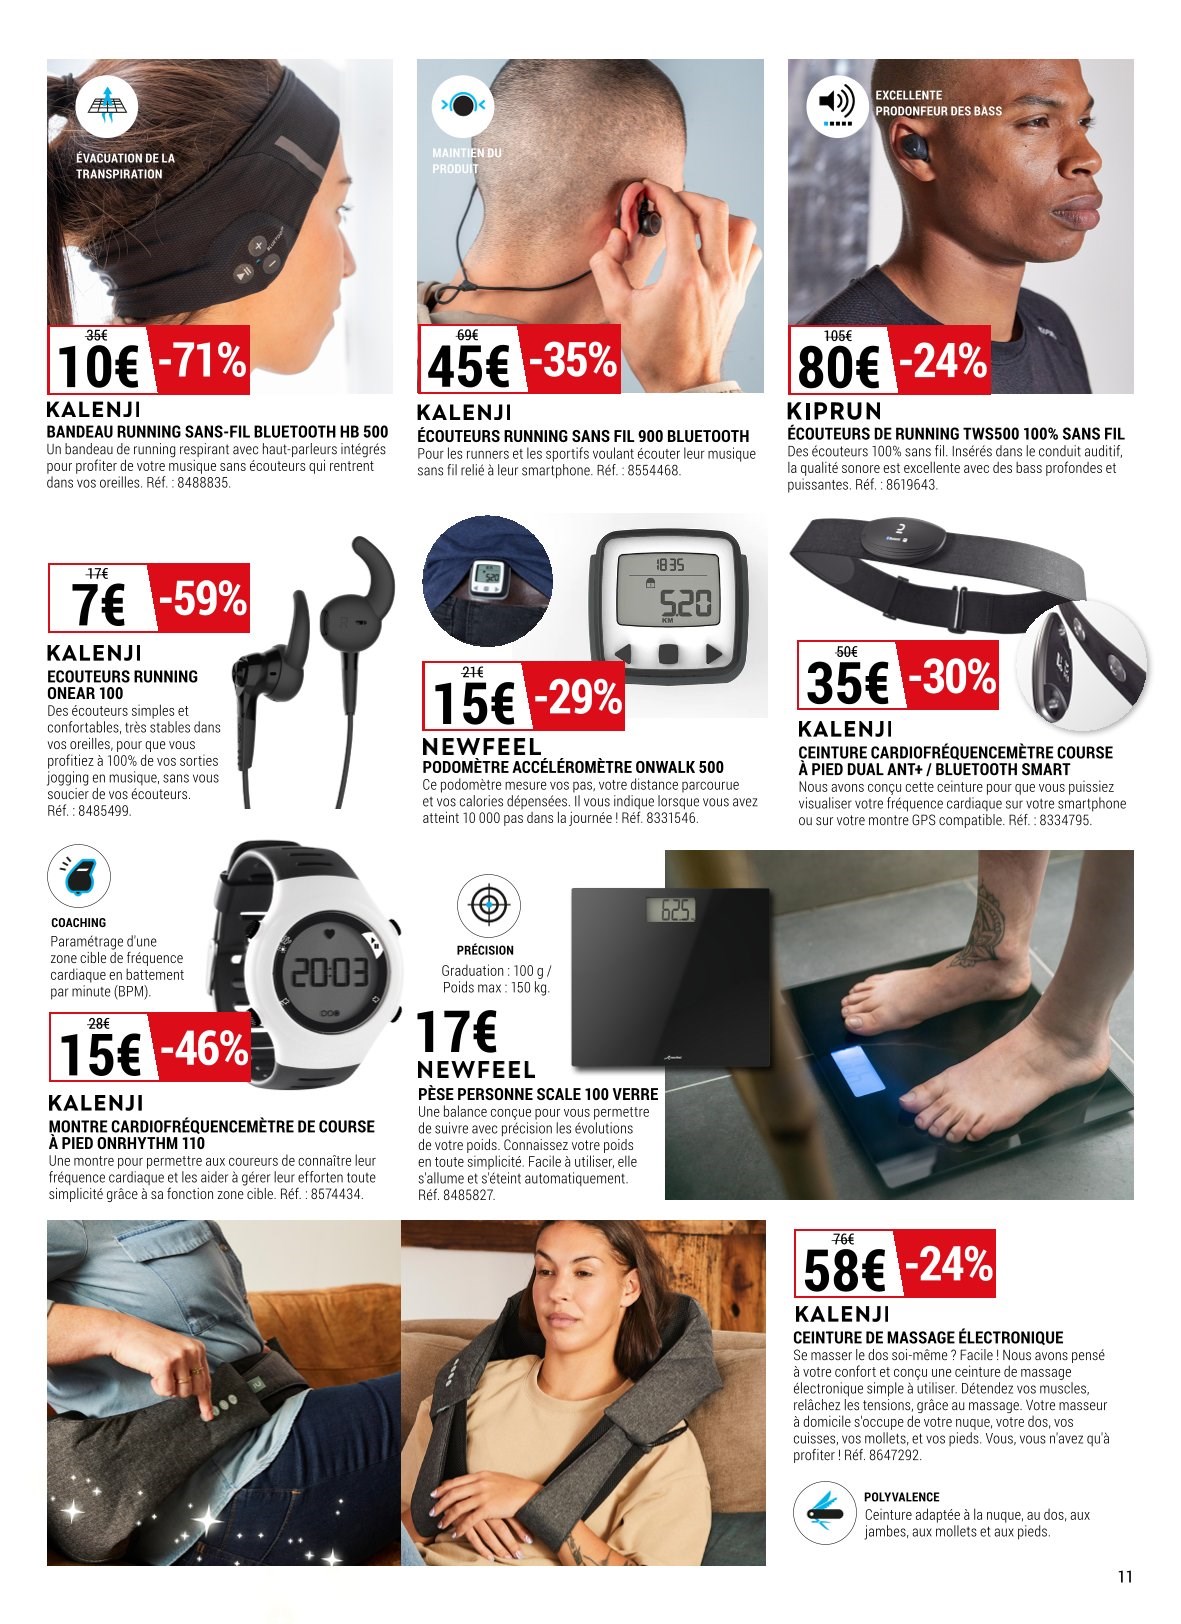 ÉVACUATION DE LA
TRANSPIRATION
BLUETOOTH
35€
10€
-71%
KALENJI
BANDEAU RUNNING SANS-FIL BLUETOOTH HB 500
Un bandeau de running respirant avec haut-parleurs intégrés
pour profiter de votre musique sans écouteurs qui rentrent
dans vos oreilles. Réf. : 8488835.
MAINTIEN DU
PRODUIT
69€
45€
-35%
KALENJI
ÉCOUTEURS RUNNING SANS FIL 900 BLUETOOTH
Pour les runners et les sportifs voulant écouter leur musique
sans fil relié à leur smartphone. Réf. : 8554468.
EXCELLENTE
PRODONFEUR DES BASS
105€
80€
-24%
KIPRUN
ÉCOUTEURS DE RUNNING TWS500 100% SANS FIL
Des écouteurs 100% sans fil. Insérés dans le conduit auditif,
la qualité sonore est excellente avec des bass profondes et
puissantes. Réf. : 8619643.
17€
7€
-59%
KALENJI
ECOUTEURS RUNNING
ONEAR 100
Des écouteurs simples et
confortables, très stables dans
vos oreilles, pour que vous
profitiez à 100% de vos sorties
jogging en musique, sans vous
soucier de vos écouteurs.
Réf. : 8485499.
1835
5.20
KM
21€
15€
-29%
NEWFEEL
PODOMÈTRE ACCÉLÉROMÈTRE ONWALK 500
Ce podomètre mesure vos pas, votre distance parcourue
et vos calories dépensées. Il vous indique lorsque vous avez
atteint 10 000 pas dans la journée ! Réf. 8331546.
2
50€
35€
-30%
KALENJI
CEINTURE CARDIOFRÉQUENCEMÈTRE COURSE
À PIED DUAL ANT+ / BLUETOOTH SMART
Nous avons conçu cette ceinture pour que vous puissiez
visualiser votre fréquence cardiaque sur votre smartphone
ou sur votre montre GPS compatible. Réf. : 8334795.
COACHING
Paramétrage d'une
zone cible de fréquence
cardiaque en battement
par minute (BPM).
20:03
28€
15€
-46%
KALENJI
MONTRE CARDIOFRÉQUENCEMÈTRE DE COURSE
À PIED ONRHYTHM 110
Une montre pour permettre aux coureurs de connaître leur
fréquence cardiaque et les aider à gérer leur efforten toute
simplicité grâce à sa fonction zone cible. Réf. : 8574434.
PRÉCISION
Graduation : 100 g /
Poids max : 150 kg.
62.5
17€
NEWFEEL
PÈSE PERSONNE SCALE 100 VERRE
Une balance conçue pour vous permettre
de suivre avec précision les évolutions
de votre poids. Connaissez votre poids
en toute simplicité. Facile à utiliser, elle
s'allume et s'éteint automatiquement.
Réf. 8485827.
76€
58€
-24%
KALENJI
CEINTURE DE MASSAGE ÉLECTRONIQUE
Se masser le dos soi-même ? Facile ! Nous avons pensé
à votre confort et conçu une ceinture de massage
électronique simple à utiliser. Détendez vos muscles,
relâchez les tensions, grâce au massage. Votre masseur
à domicile s'occupe de votre nuque, votre dos, vos
cuisses, vos mollets, et vos pieds. Vous, vous n'avez qu'à
profiter ! Réf. 8647292.
POLYVALENCE
Ceinture adaptée à la nuque, au dos, aux
jambes, aux mollets et aux pieds.
11